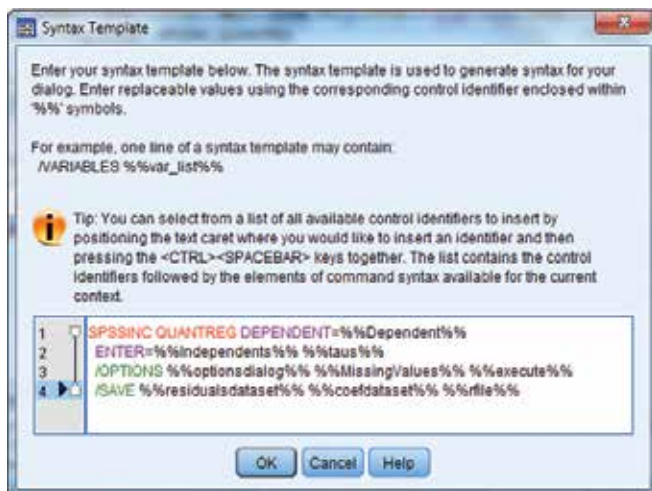 Syntax Template
Enter your syntax template below. The syntax template is used to generate syntax for your
dialog. Enter replaceable values using the corresponding control identifier enclosed within
'%%' symbols.
For example, one line of a syntax template may contain:
/VARIABLES %%var_list%%
Tip: You can select from a list of all available control identifiers to insert by
positioning the text caret where you would like to insert an identifier and then
pressing the <CTRL><SPACEBAR> keys together. The list contains the control
identifiers followed by the elements of command syntax available for the current
context.
1 SPSSINC QUANTREG DEPENDENT=%%Dependent%%
2 ENTER=%%Independents%% %%taus%%
3 /OPTIONS %%optionsdialog%% %%MissingValues%% %%execute%%
4 /SAVE %%residualsdataset%% %%coefdataset%% %%rfile%%
OK Cancel Help